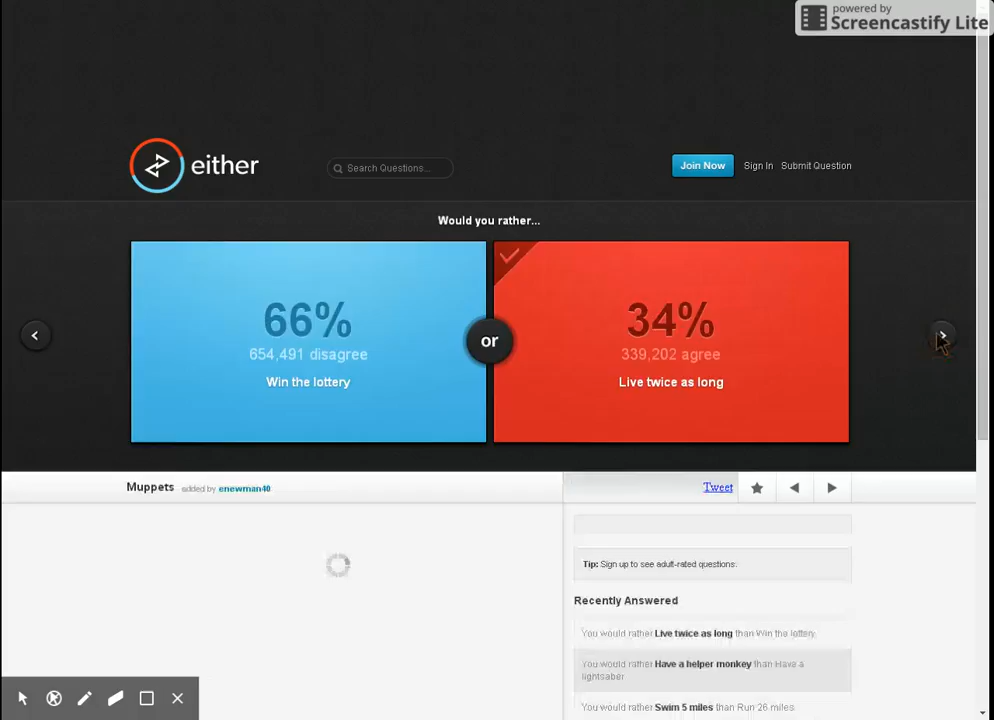 powered by
Screencastify Lite
either
Search Questions...
Join Now
Sign In
Submit Question
Would you rather...
66%
654,491 disagree
Win the lottery
or
34%
339,202 agree
Live twice as long
Muppets added by enewman40
Tweet
Tip: Sign up to see adult-rated questions.
Recently Answered
You would rather Live twice as long than Win the lottery.
You would rather Have a helper monkey than Have a
lightsaber
You would rather Swim 5 miles than Run 26 miles.